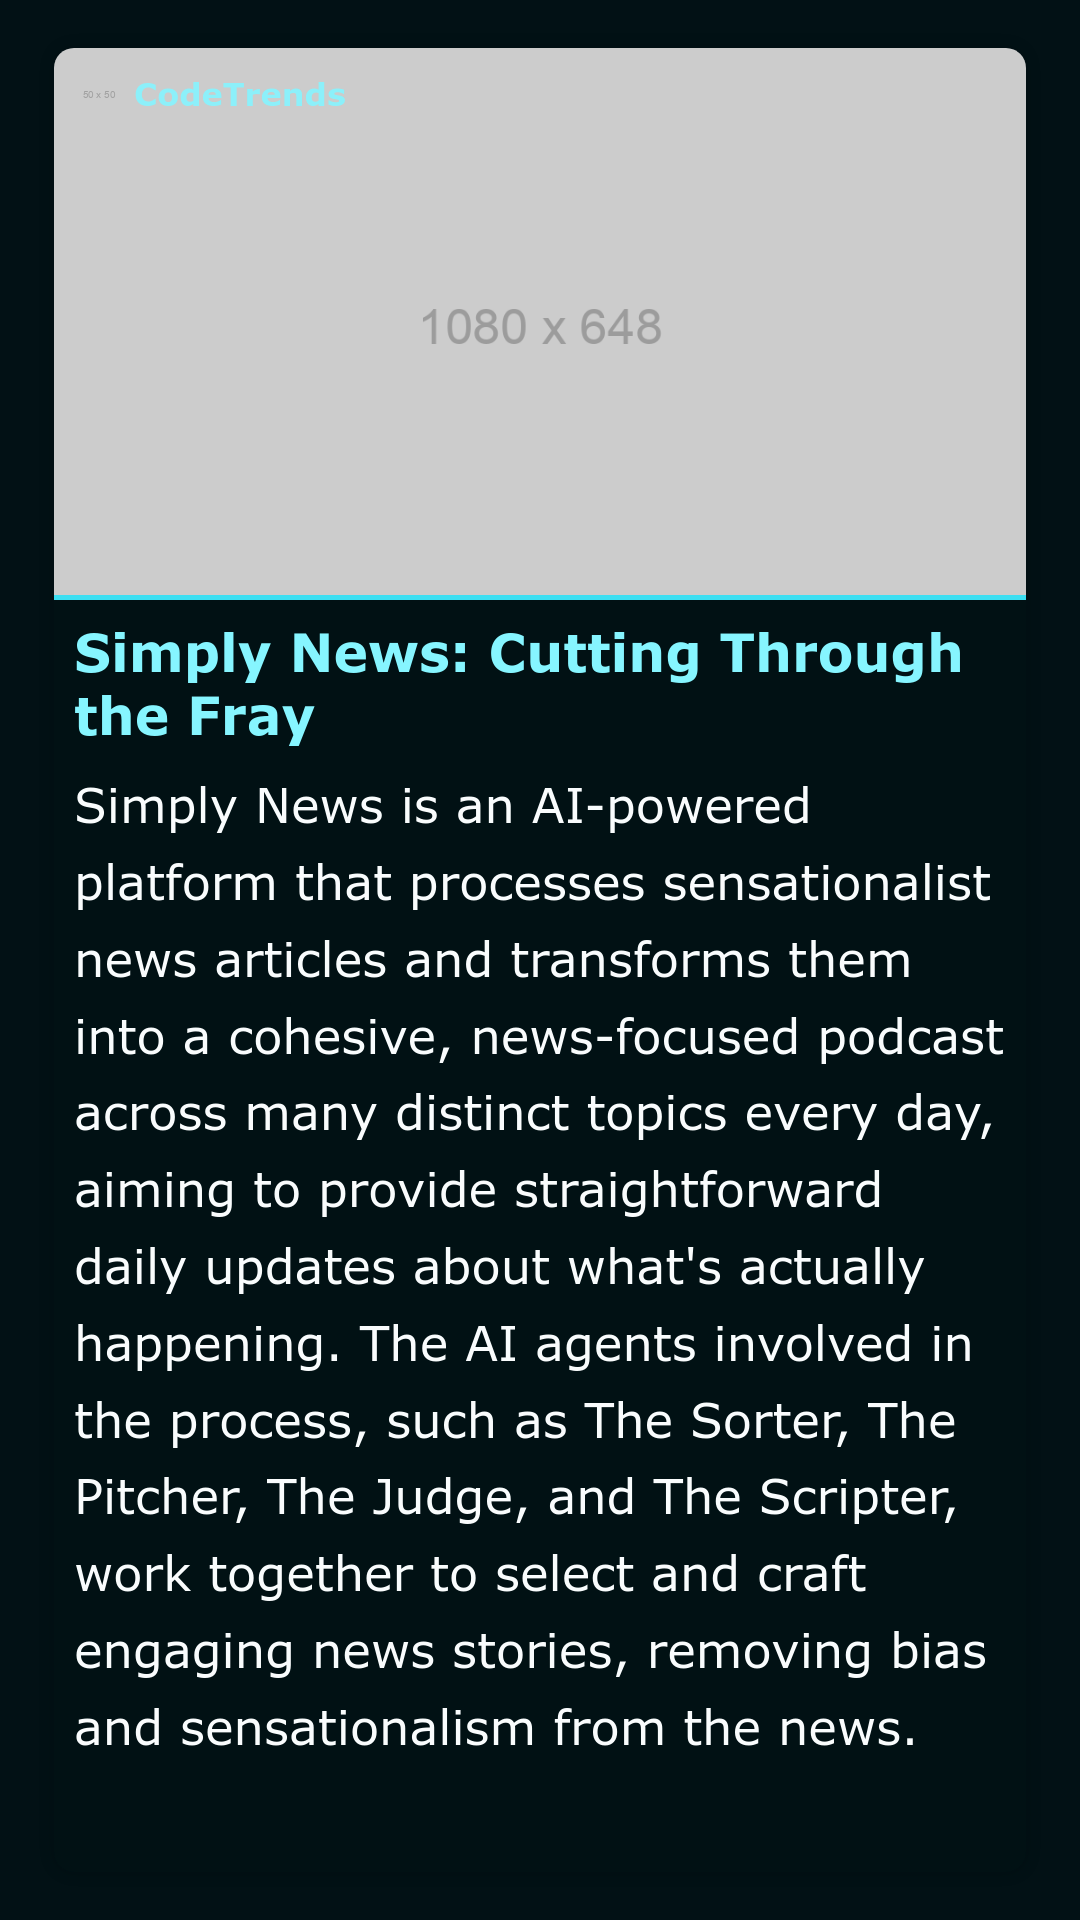 50 x 50 CodeTrends
1080 x 648
Simply News: Cutting Through
the Fray
Simply News is an AI-powered
platform that processes sensationalist
news articles and transforms them
into a cohesive, news-focused podcast
across many distinct topics every day,
aiming to provide straightforward
daily updates about what's actually
happening. The AI agents involved in
the process, such as The Sorter, The
Pitcher, The Judge, and The Scripter,
work together to select and craft
engaging news stories, removing bias
and sensationalism from the news.